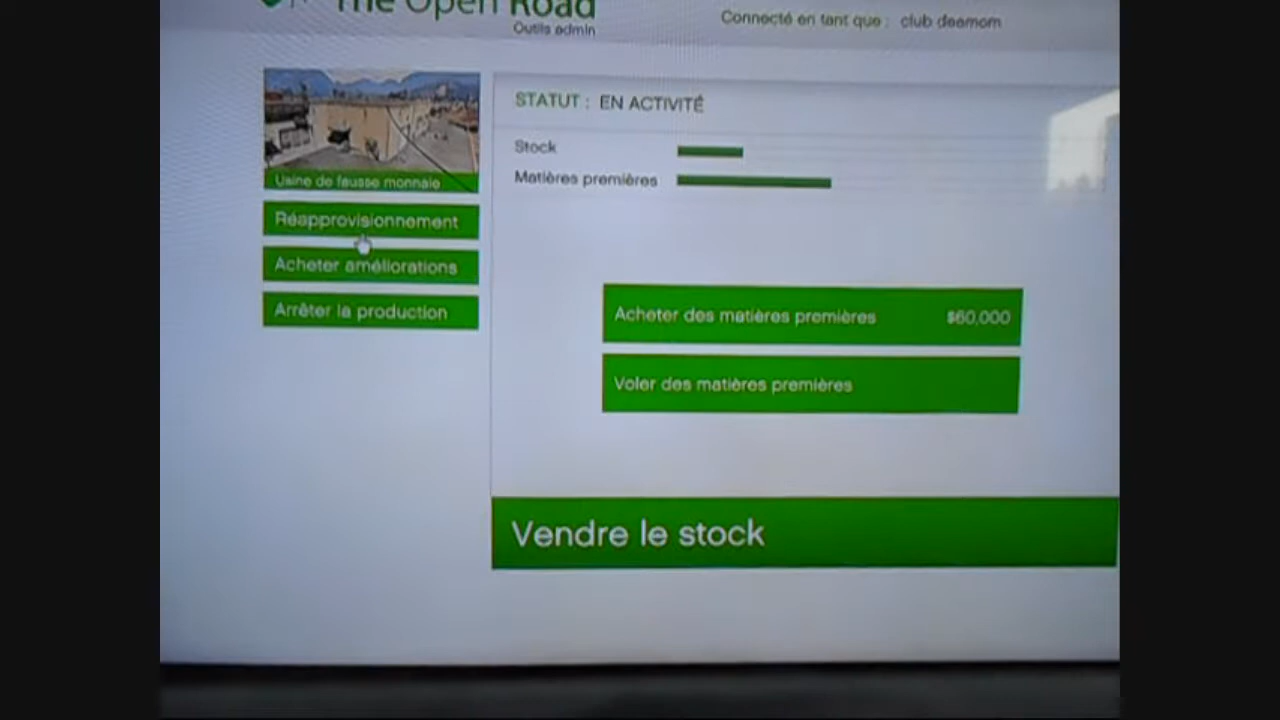 The Open Road
Outils admin
Connecté en tant que : club deemom
STATUT : EN ACTIVITÉ
Stock
Matières premières
Usine de fausse monnaie
Réapprovisionnement
Acheter améliorations
Arrêter la production
Acheter des matières premières $60,000
Voler des matières premières
Vendre le stock